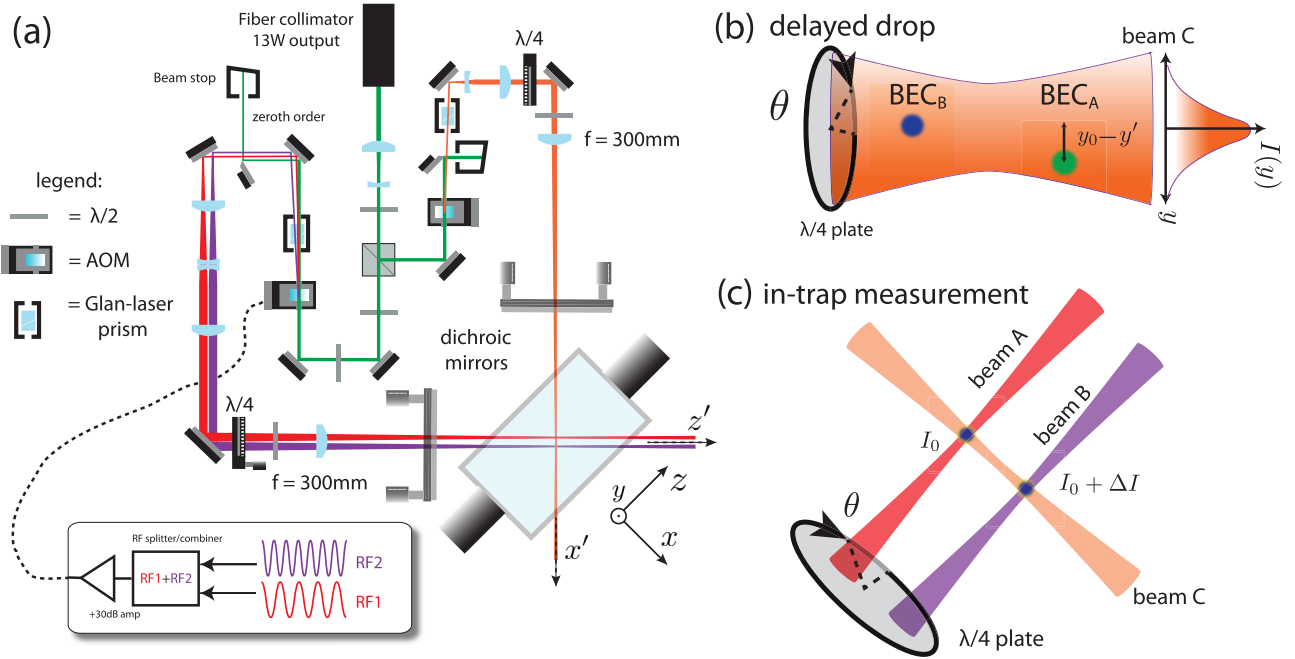 (a)
Fiber collimator
13W output
λ/4
Beam stop
zeroth order
f = 300mm
legend:
= λ/2
= AOM
= Glan-laser
prism
dichroic
mirrors
λ/4
f = 300mm
z′
y
z
x
x′
RF splitter/combiner
RF1+RF2
RF2
RF1
+30dB amp
(b) delayed drop
beam C
θ
BEC_B
BEC_A
y₀−y′
I(y)
y
λ/4 plate
(c) in-trap measurement
beam A
beam B
I₀
I₀ + ΔI
θ
beam C
λ/4 plate